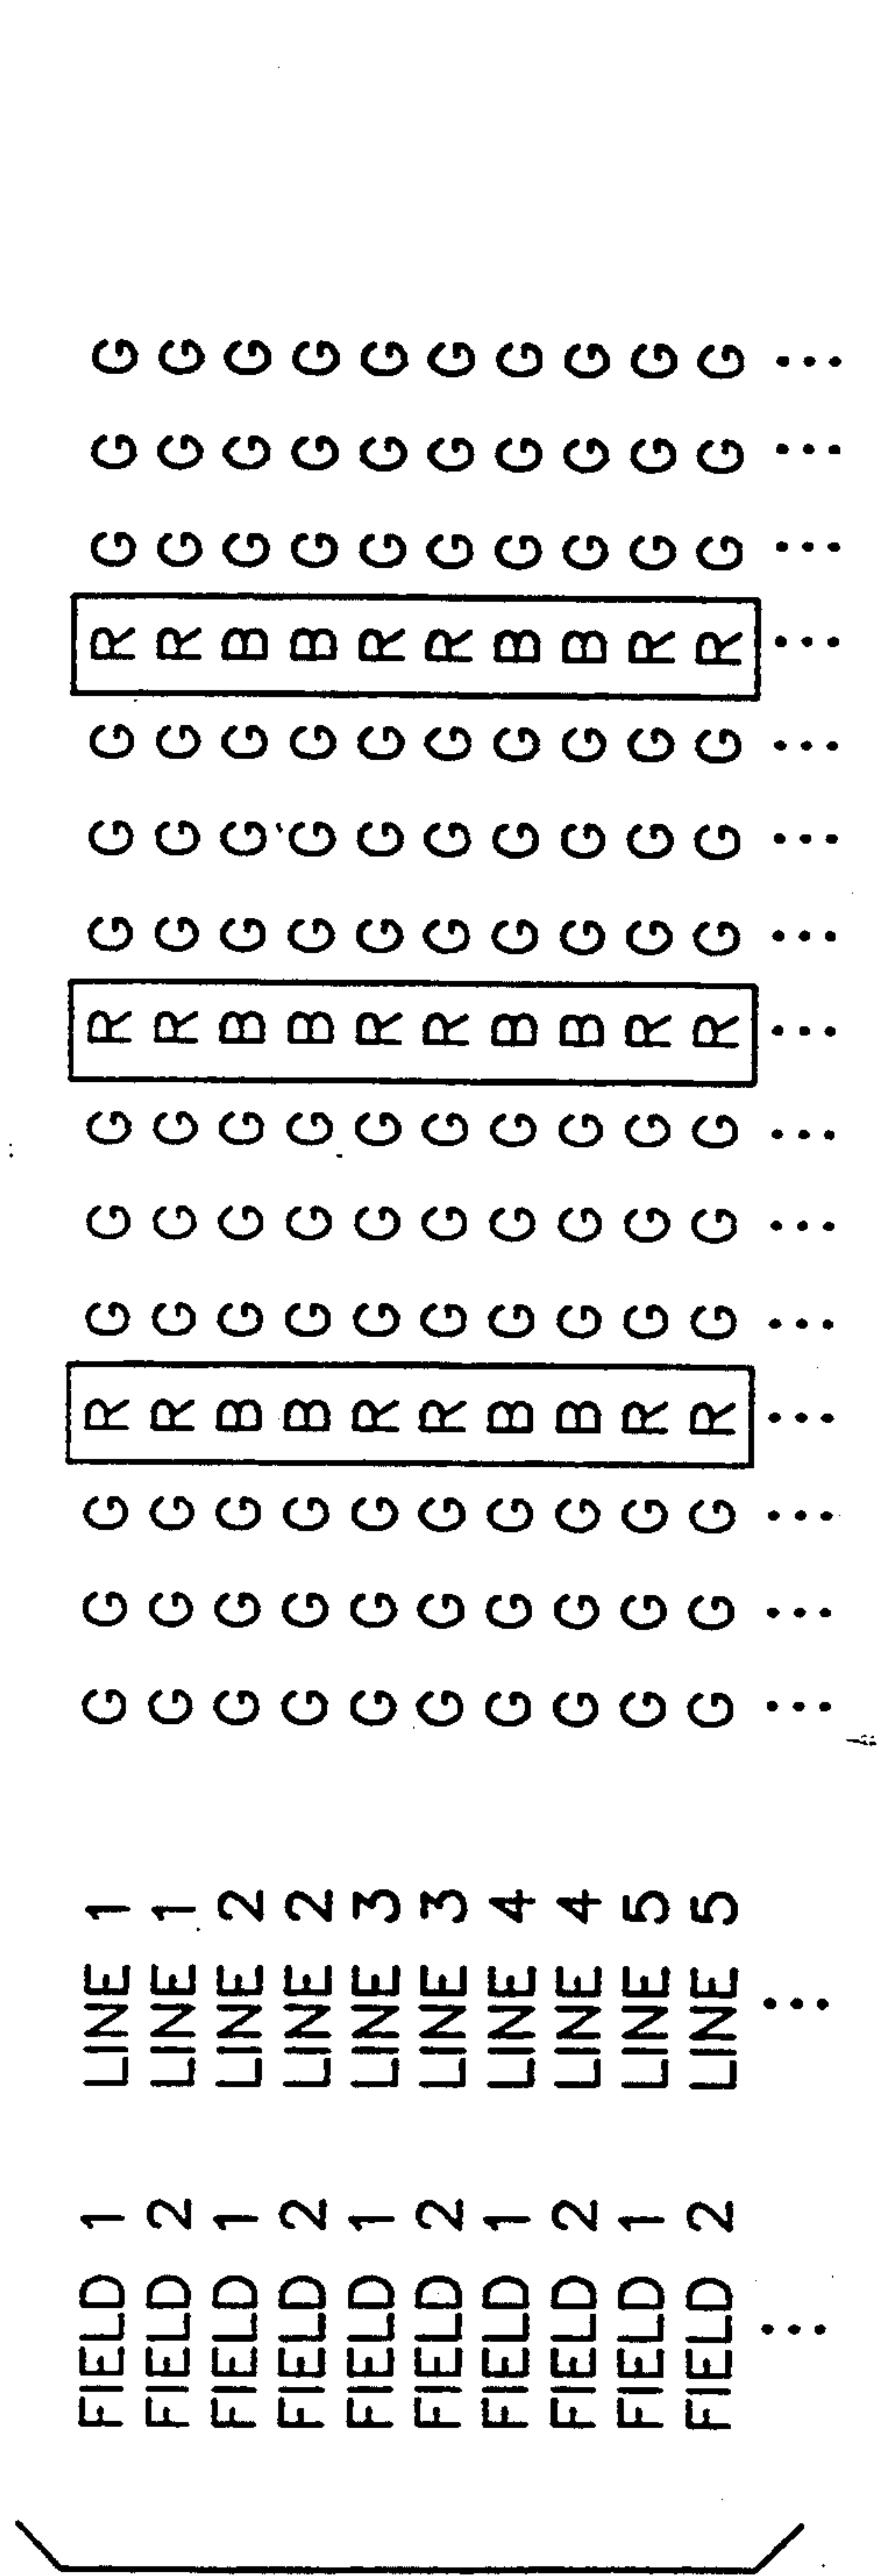 FIELD 1 LINE 1 G G G R G G G R G G G R G G G
FIELD 2 LINE 1 G G G R G G G R G G G R G G G
FIELD 1 LINE 2 G G G B G G G B G G G B G G G
FIELD 2 LINE 2 G G G B G G G B G G G B G G G
FIELD 1 LINE 3 G G G R G G G R G G G R G G G
FIELD 2 LINE 3 G G G R G G G R G G G R G G G
FIELD 1 LINE 4 G G G B G G G B G G G B G G G
FIELD 2 LINE 4 G G G B G G G B G G G B G G G
FIELD 1 LINE 5 G G G R G G G R G G G R G G G
FIELD 2 LINE 5 G G G R G G G R G G G R G G G
⋮ ⋮ ⋮ ⋮ ⋮ ⋮ ⋮ ⋮ ⋮ ⋮ ⋮ ⋮ ⋮ ⋮ ⋮ ⋮ ⋮